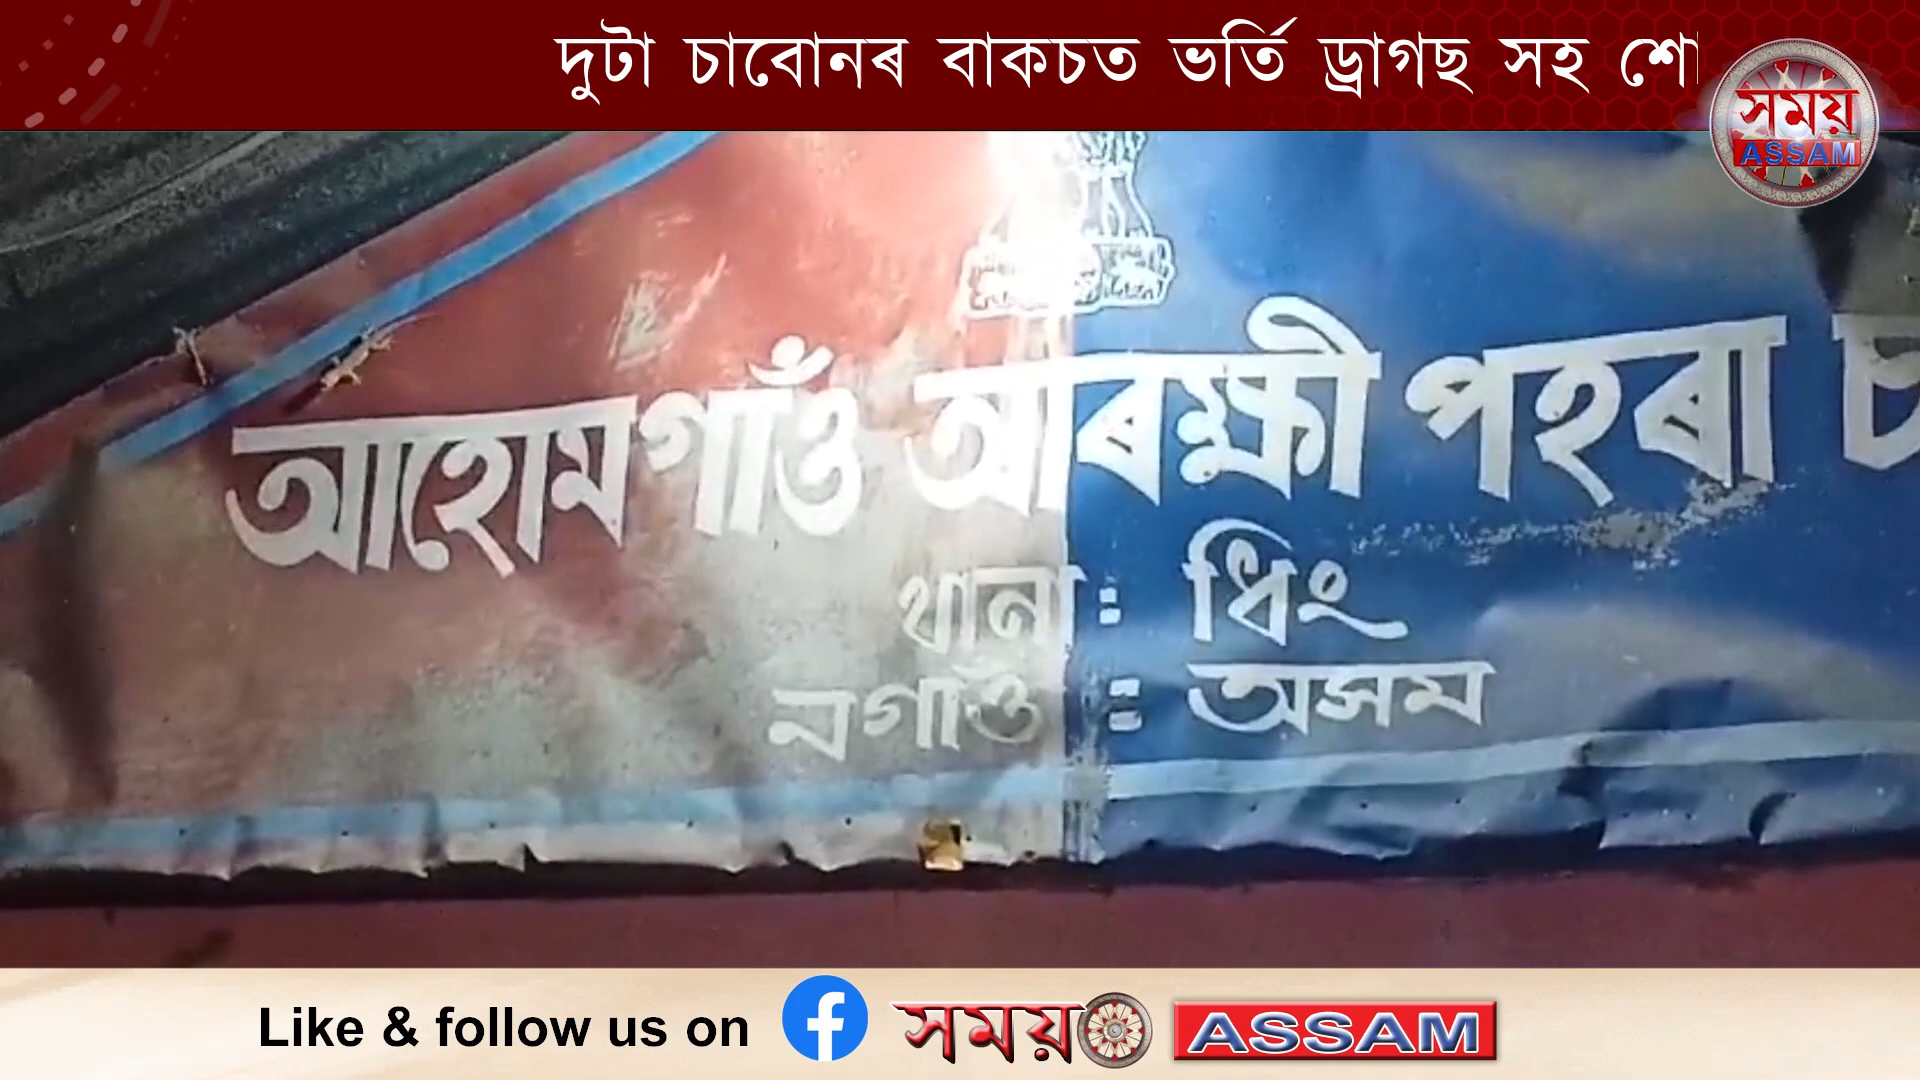 দুটা চাবোনৰ বাকচত ভৰ্তি ড্ৰাগছ সহ
সময়
ASSAM
আহোমগাঁও আৰক্ষী পহৰা
থানা : ধিং
নগাঁও : অসম
Like & follow us on সময় ASSAM